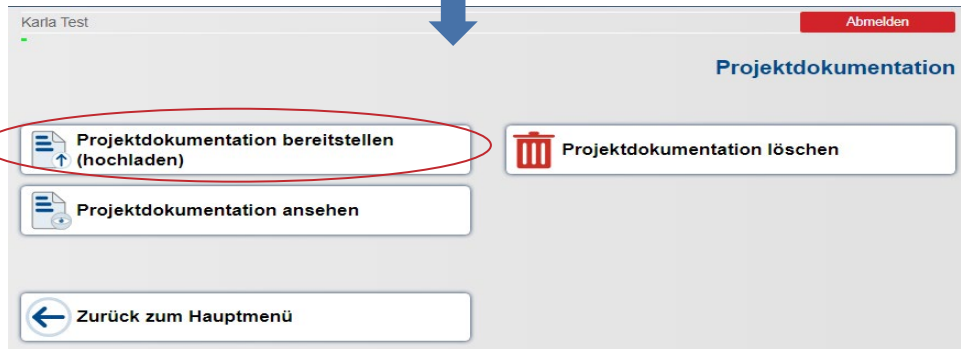 Karla Test
Abmelden
Projektdokumentation
Projektdokumentation bereitstellen
(hochladen)
Projektdokumentation löschen
Projektdokumentation ansehen
Zurück zum Hauptmenü